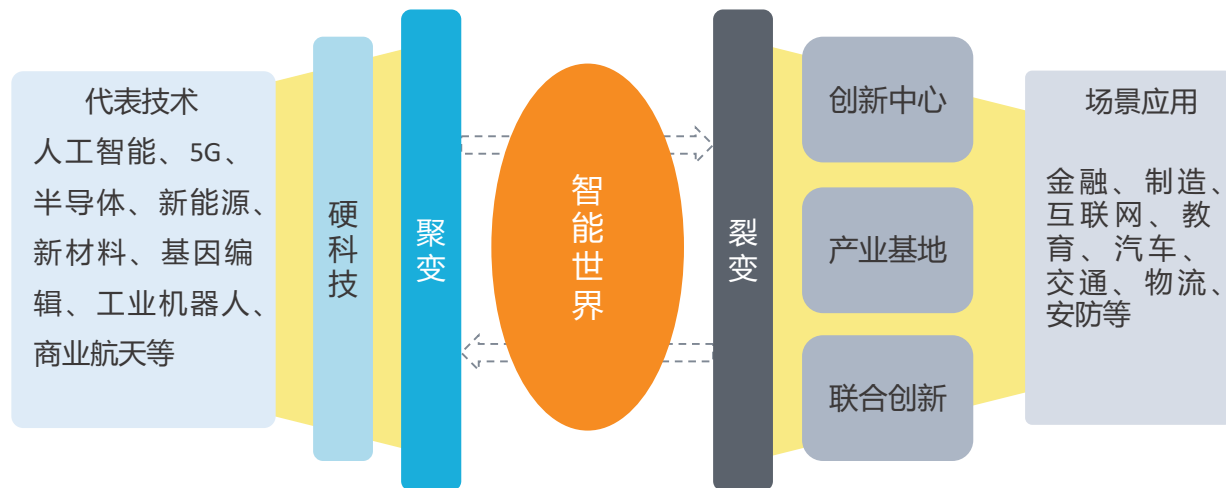 代表技术
人工智能、5G、
半导体、新能源、
新材料、基因编
辑、工业机器人、
商业航天等
硬科技
聚变
智能世界
裂变
创新中心
产业基地
联合创新
场景应用
金融、制造、
互联网、教
育、汽车、
交通、物流、
安防等